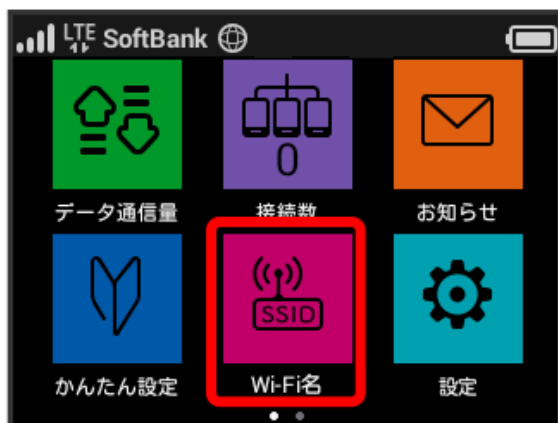 LTE SoftBank
0
データ通信量 接続数 お知らせ
SSID
かんたん設定 Wi-Fi名 設定